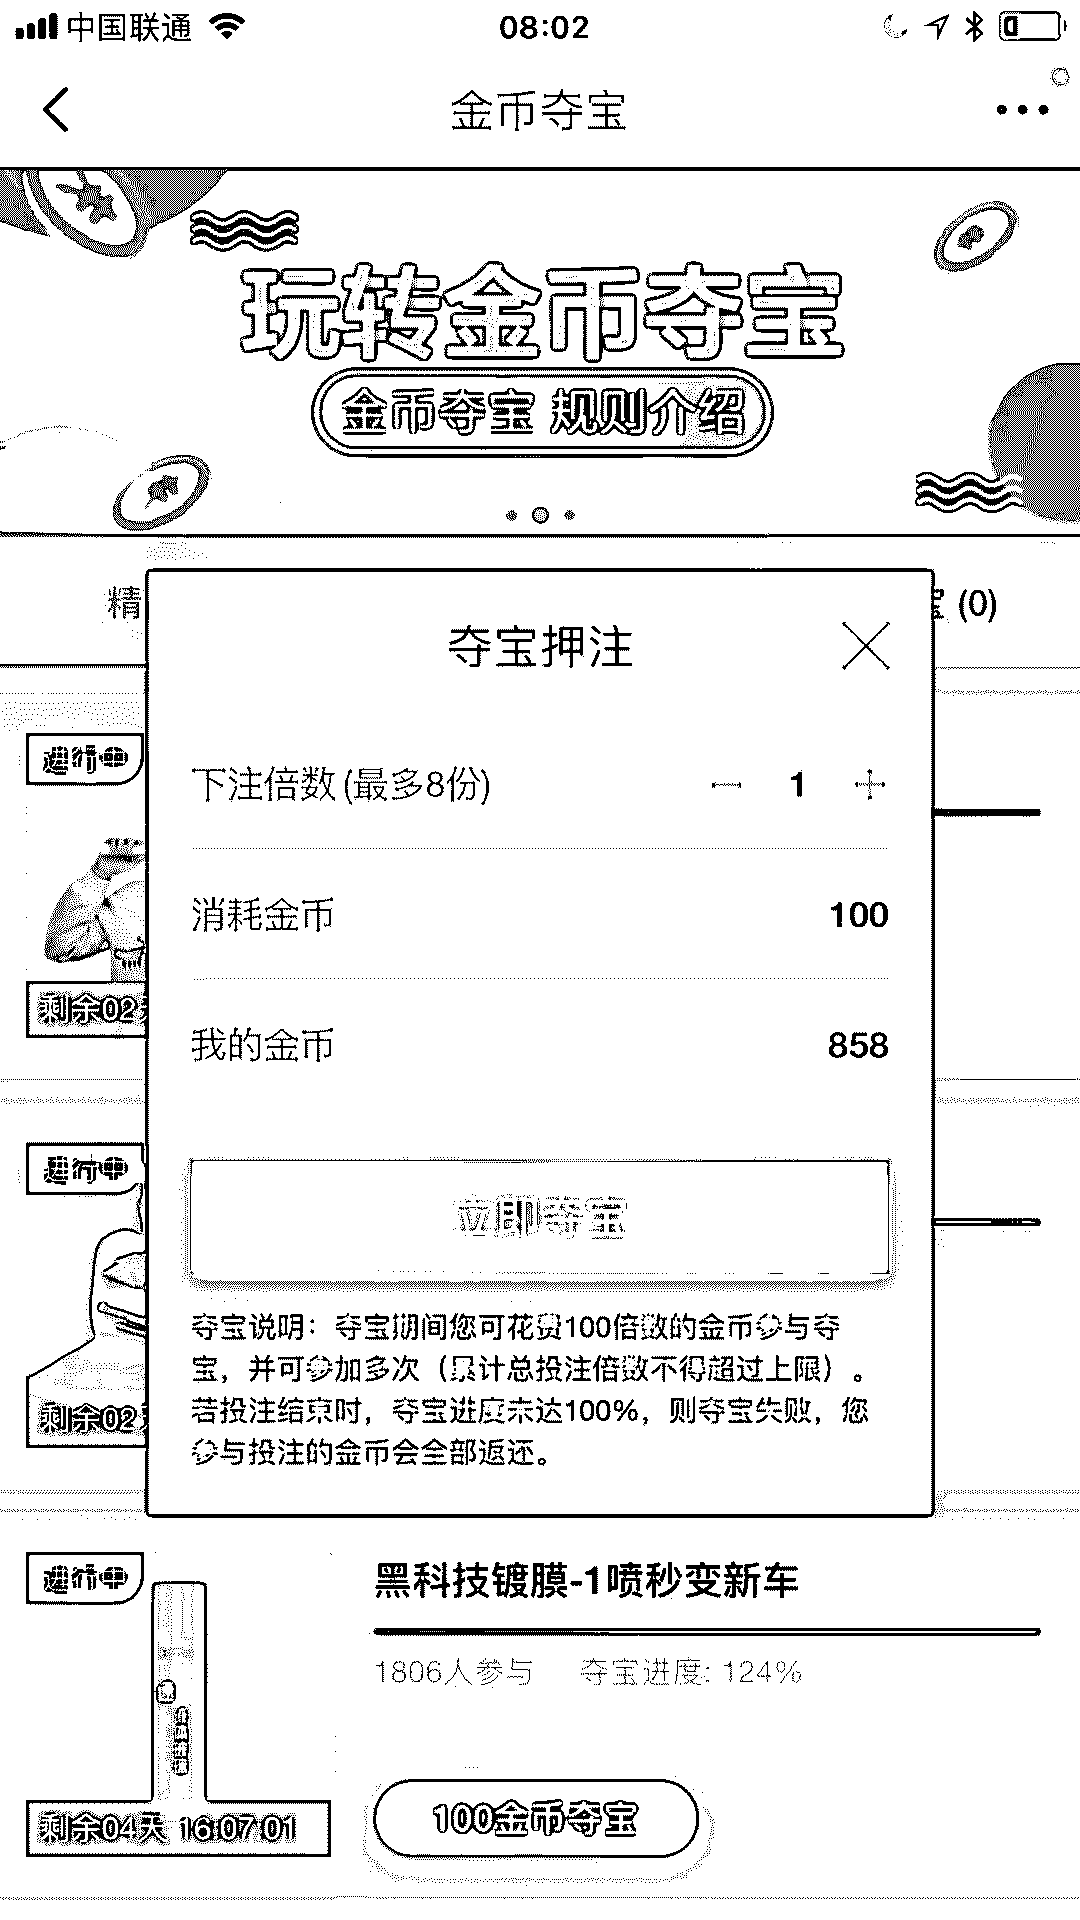 中国联通 08:02
金币夺宝
玩转金币夺宝
金币夺宝 规则介绍
精
宝 (0)
夺宝押注
进行中
下注倍数(最多8份) 1
消耗金币 100
剩余02
我的金币 858
进行中
立即夺宝
夺宝说明：夺宝期间您可花费100倍数的金币参与夺
宝，并可参加多次（累计总投注倍数不得超过上限）。
剩余02
若投注结束时，夺宝进度未达100%，则夺宝失败，您
参与投注的金币会全部返还。
进行中
黑科技镀膜-1喷秒变新车
1806人参与 夺宝进度: 124%
100金币夺宝
剩余04天 16:07:01